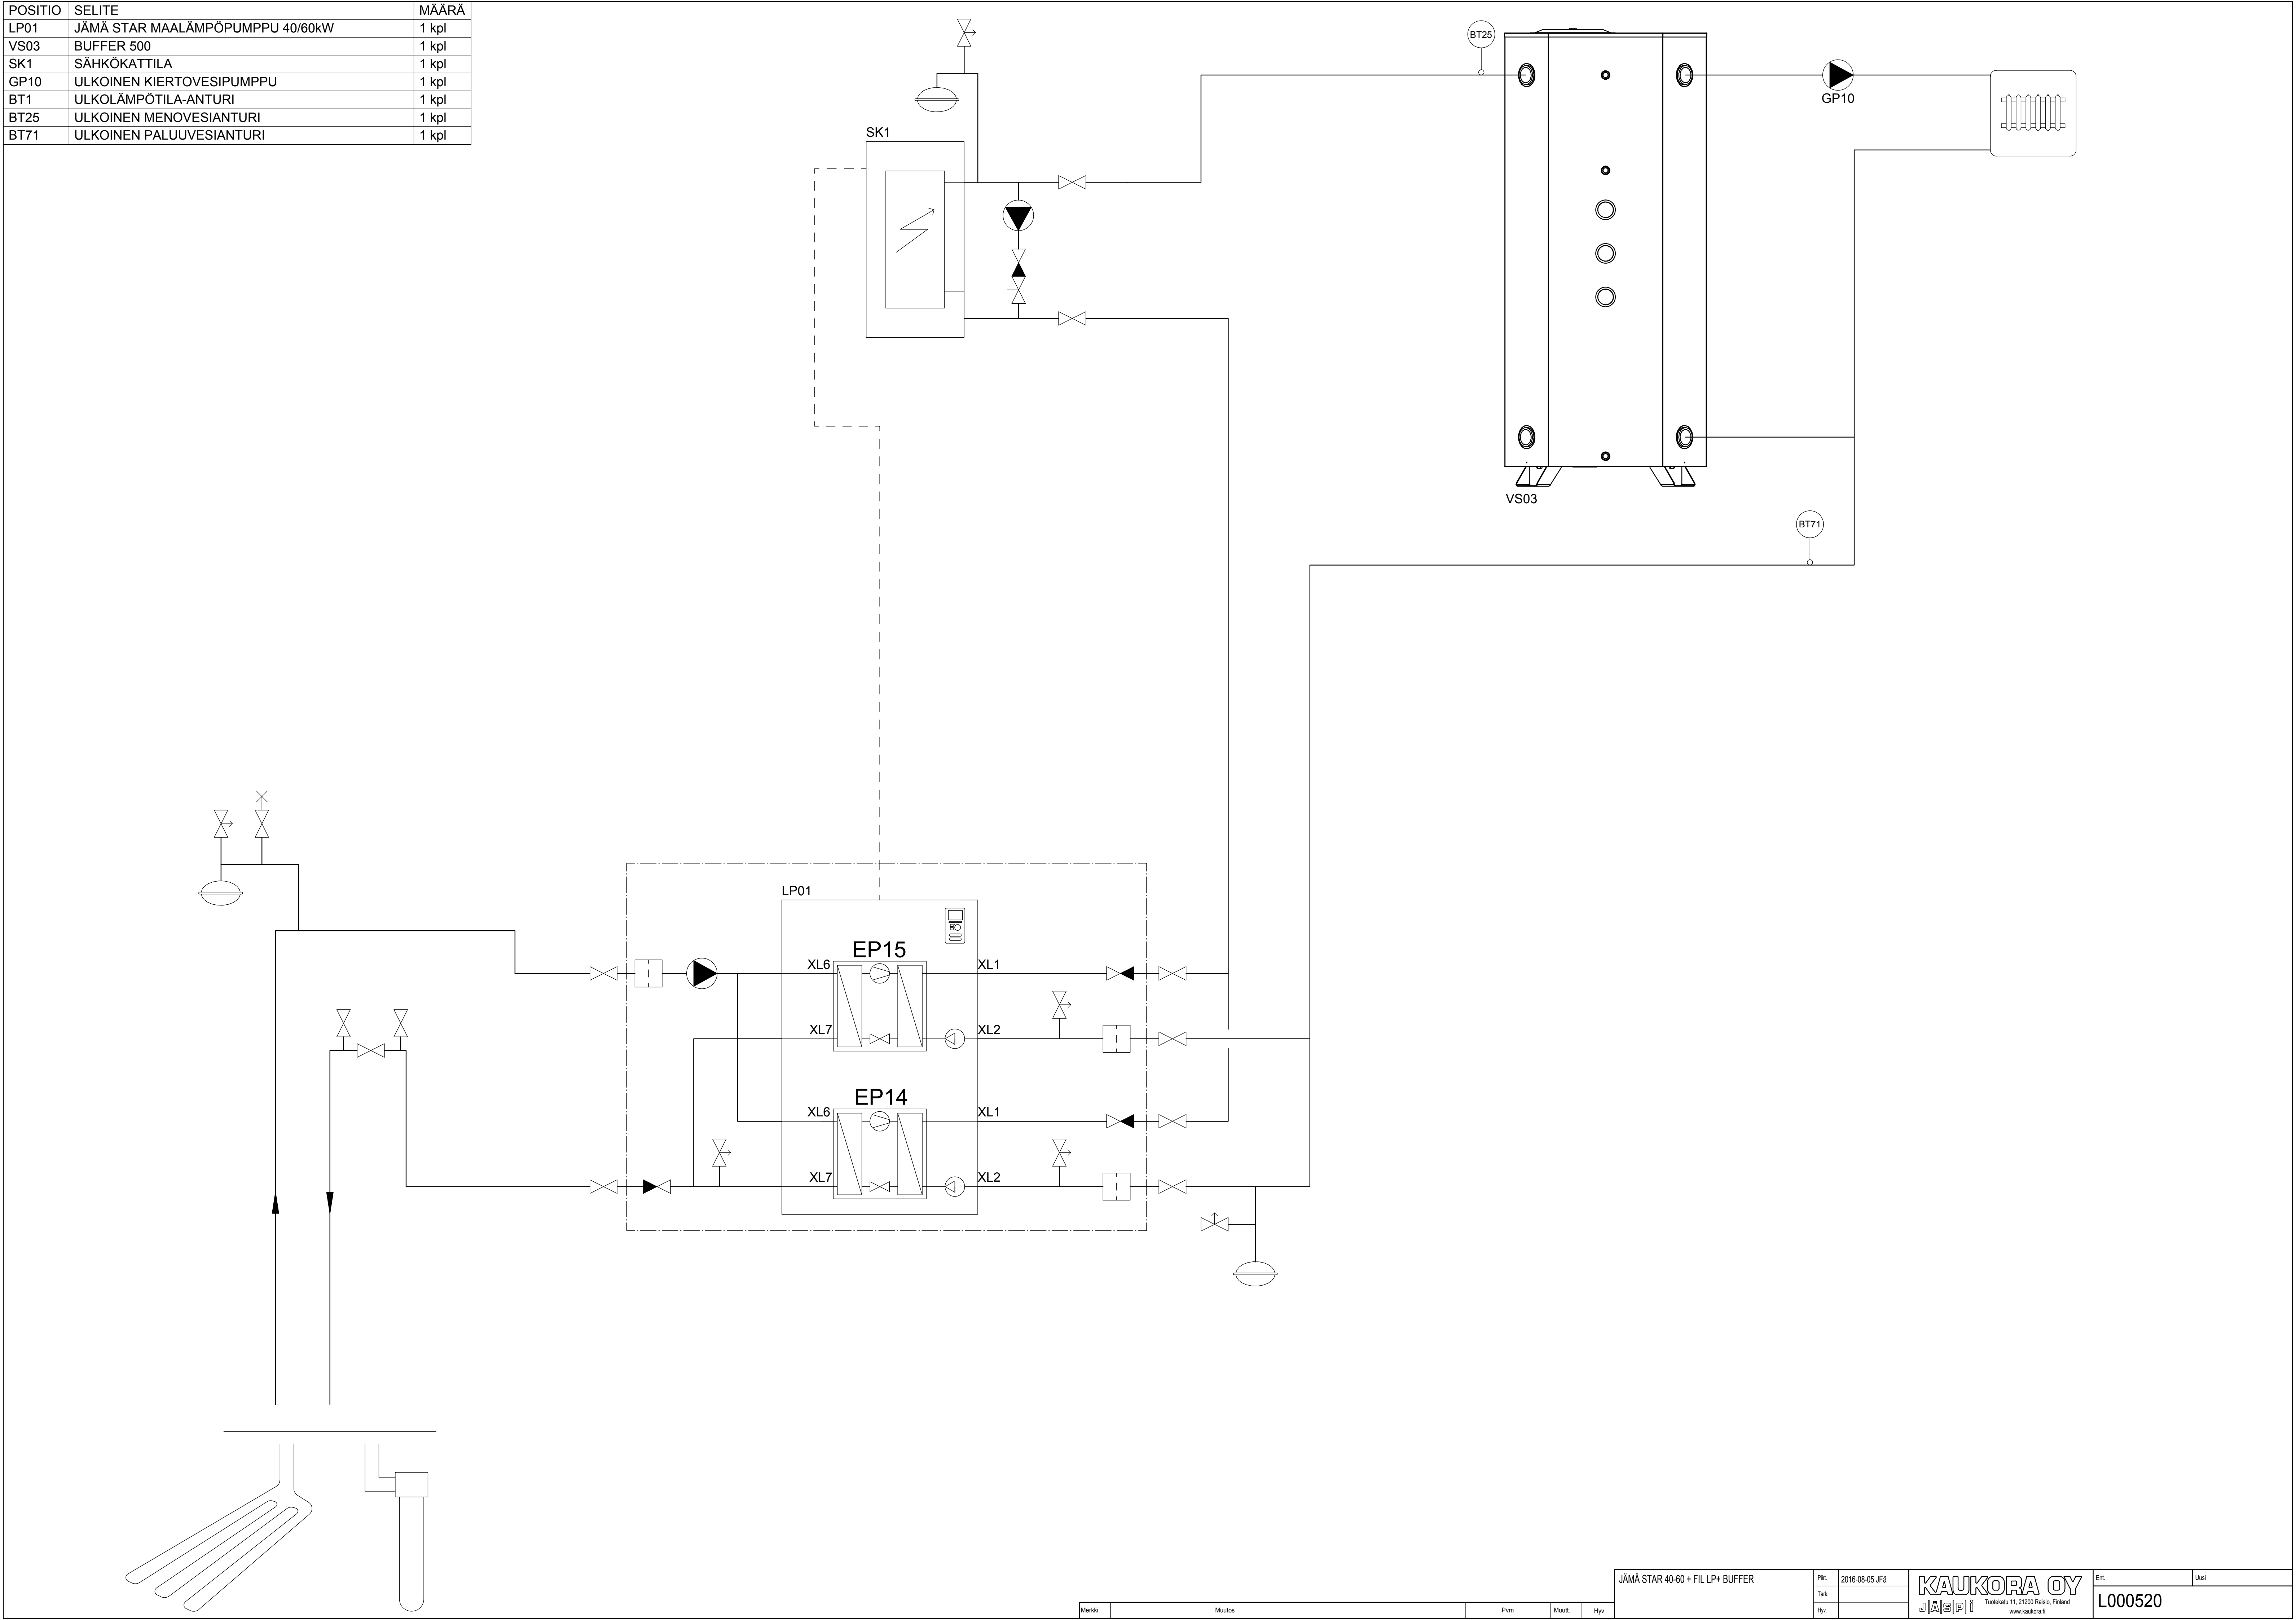 POSITIO SELITE MÄÄRÄ
LP01 JÄMÄ STAR MAALÄMPÖPUMPPU 40/60kW 1 kpl
VS03 BUFFER 500 1 kpl
SK1 SÄHKÖKATTILA 1 kpl
GP10 ULKOINEN KIERTOVESIPUMPPU 1 kpl
BT1 ULKOLÄMPÖTILA-ANTURI 1 kpl
BT25 ULKOINEN MENOVESIANTURI 1 kpl
BT71 ULKOINEN PALUUVESIANTURI 1 kpl
BT25
GP10
SK1
VS03
BT71
LP01
EP15
XL6 XL1
XL7 XL2
EP14
XL6 XL1
XL7 XL2
JÄMÄ STAR 40-60 + FIL LP+ BUFFER
Piirt. 2016-08-05 JFä
Tark.
Hyv.
KAUKORA OY
JÄSPI
Tuotekatu 11, 21200 Raisio, Finland
www.kaukora.fi
Ent. Uusi
L000520
Merkki Muutos Pvm Muutt. Hyv